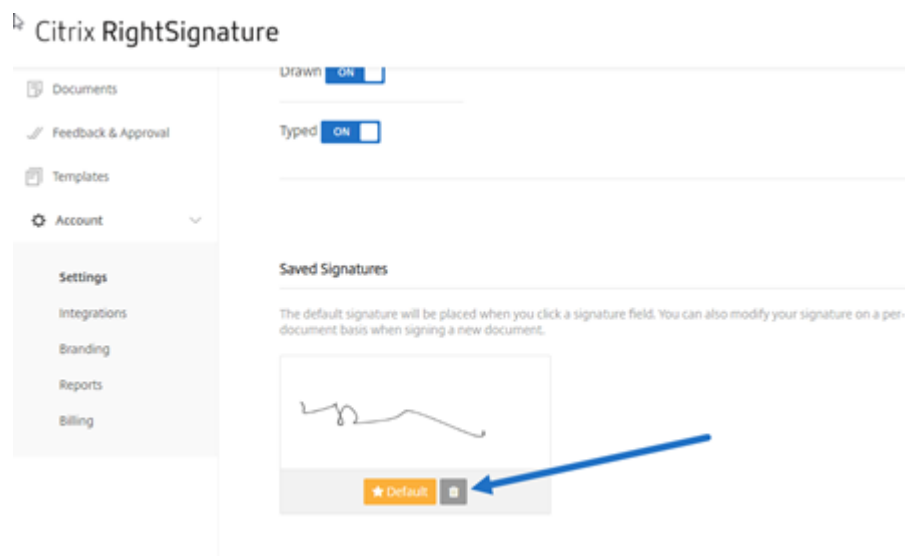 Citrix RightSignature
Drawn ON
Documents
Feedback & Approval
Typed ON
Templates
Account
Settings
Saved Signatures
Integrations
The default signature will be placed when you click a signature field. You can also modify your signature on a per-
document basis when signing a new document.
Branding
Reports
Billing
Default